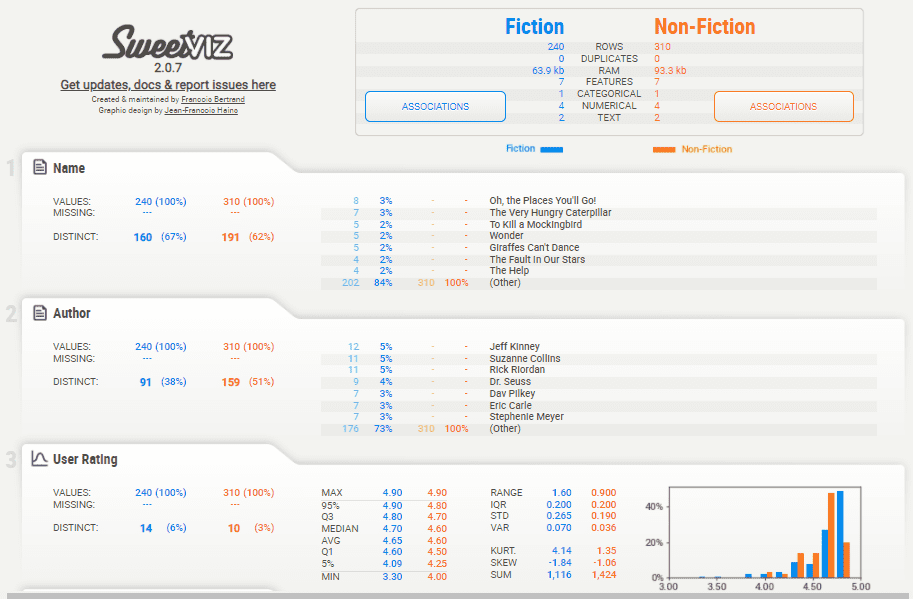 SweetVIZ
2.0.7
Get updates, docs & report issues here
Created & maintained by Francois Bertrand
Graphic design by Jean-Francois Hains
Fiction Non-Fiction
240 ROWS 310
0 DUPLICATES 0
63.9 kb RAM 93.3 kb
7 FEATURES 7
1 CATEGORICAL 1
4 NUMERICAL 4
2 TEXT 2
ASSOCIATIONS ASSOCIATIONS
Fiction Non-Fiction
1 Name
VALUES: 240 (100%) 310 (100%)
MISSING: --- ---
DISTINCT: 160 (67%) 191 (62%)
8 3% - - Oh, the Places You'll Go!
7 3% - - The Very Hungry Caterpillar
5 2% - - To Kill a Mockingbird
5 2% - - Wonder
5 2% - - Giraffes Can't Dance
4 2% - - The Fault in Our Stars
4 2% - - The Help
202 84% 310 100% (Other)
2 Author
VALUES: 240 (100%) 310 (100%)
MISSING: --- ---
DISTINCT: 91 (38%) 159 (51%)
12 5% - - Jeff Kinney
11 5% - - Suzanne Collins
11 5% - - Rick Riordan
9 4% - - Dr. Seuss
7 3% - - Dav Pilkey
7 3% - - Eric Carle
7 3% - - Stephenie Meyer
176 73% 310 100% (Other)
3 User Rating
VALUES: 240 (100%) 310 (100%)
MISSING: --- ---
DISTINCT: 14 (6%) 10 (3%)
MAX 4.90 4.90
95% 4.90 4.80
Q3 4.80 4.70
MEDIAN 4.70 4.60
AVG 4.65 4.60
Q1 4.60 4.50
5% 4.09 4.25
MIN 3.30 4.00
RANGE 1.60 0.900
IQR 0.200 0.200
STD 0.265 0.190
VAR 0.070 0.036
KURT. 4.14 1.35
SKEW -1.84 -1.06
SUM 1,116 1,424
40%
20%
0%
3.00 3.50 4.00 4.50 5.00